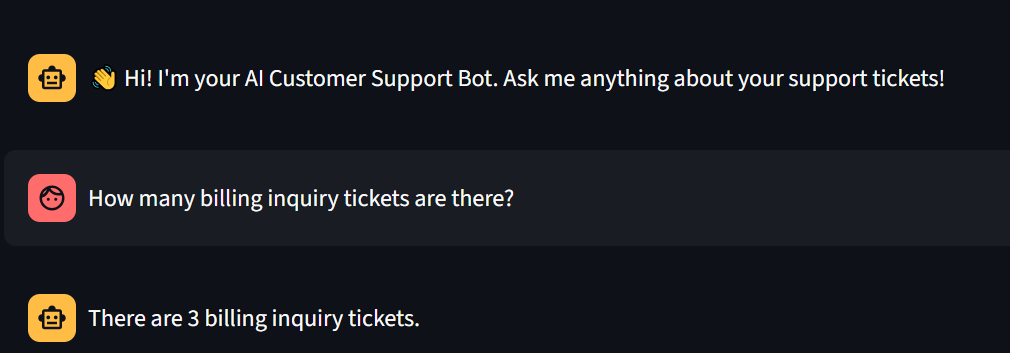 👋 Hi! I'm your AI Customer Support Bot. Ask me anything about your support tickets!
How many billing inquiry tickets are there?
There are 3 billing inquiry tickets.